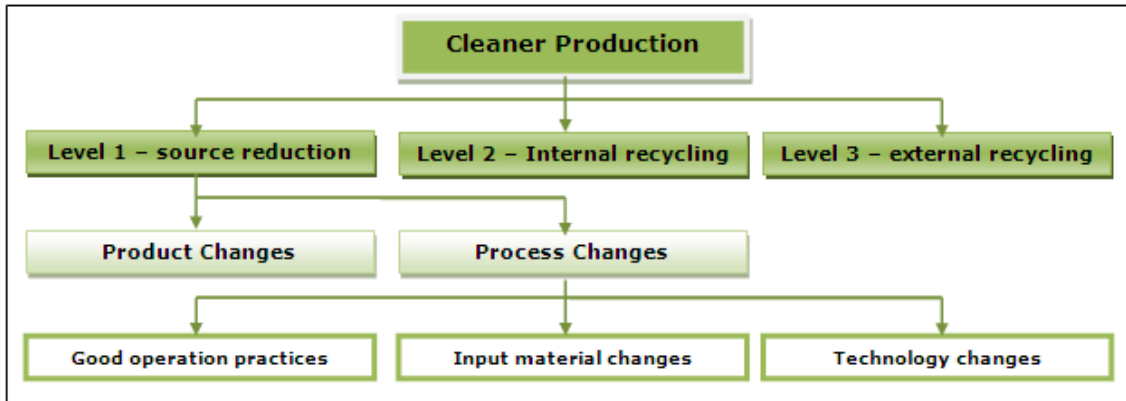 Cleaner Production
Level 1 – source reduction
Level 2 – Internal recycling
Level 3 – external recycling
Product Changes
Process Changes
Good operation practices
Input material changes
Technology changes